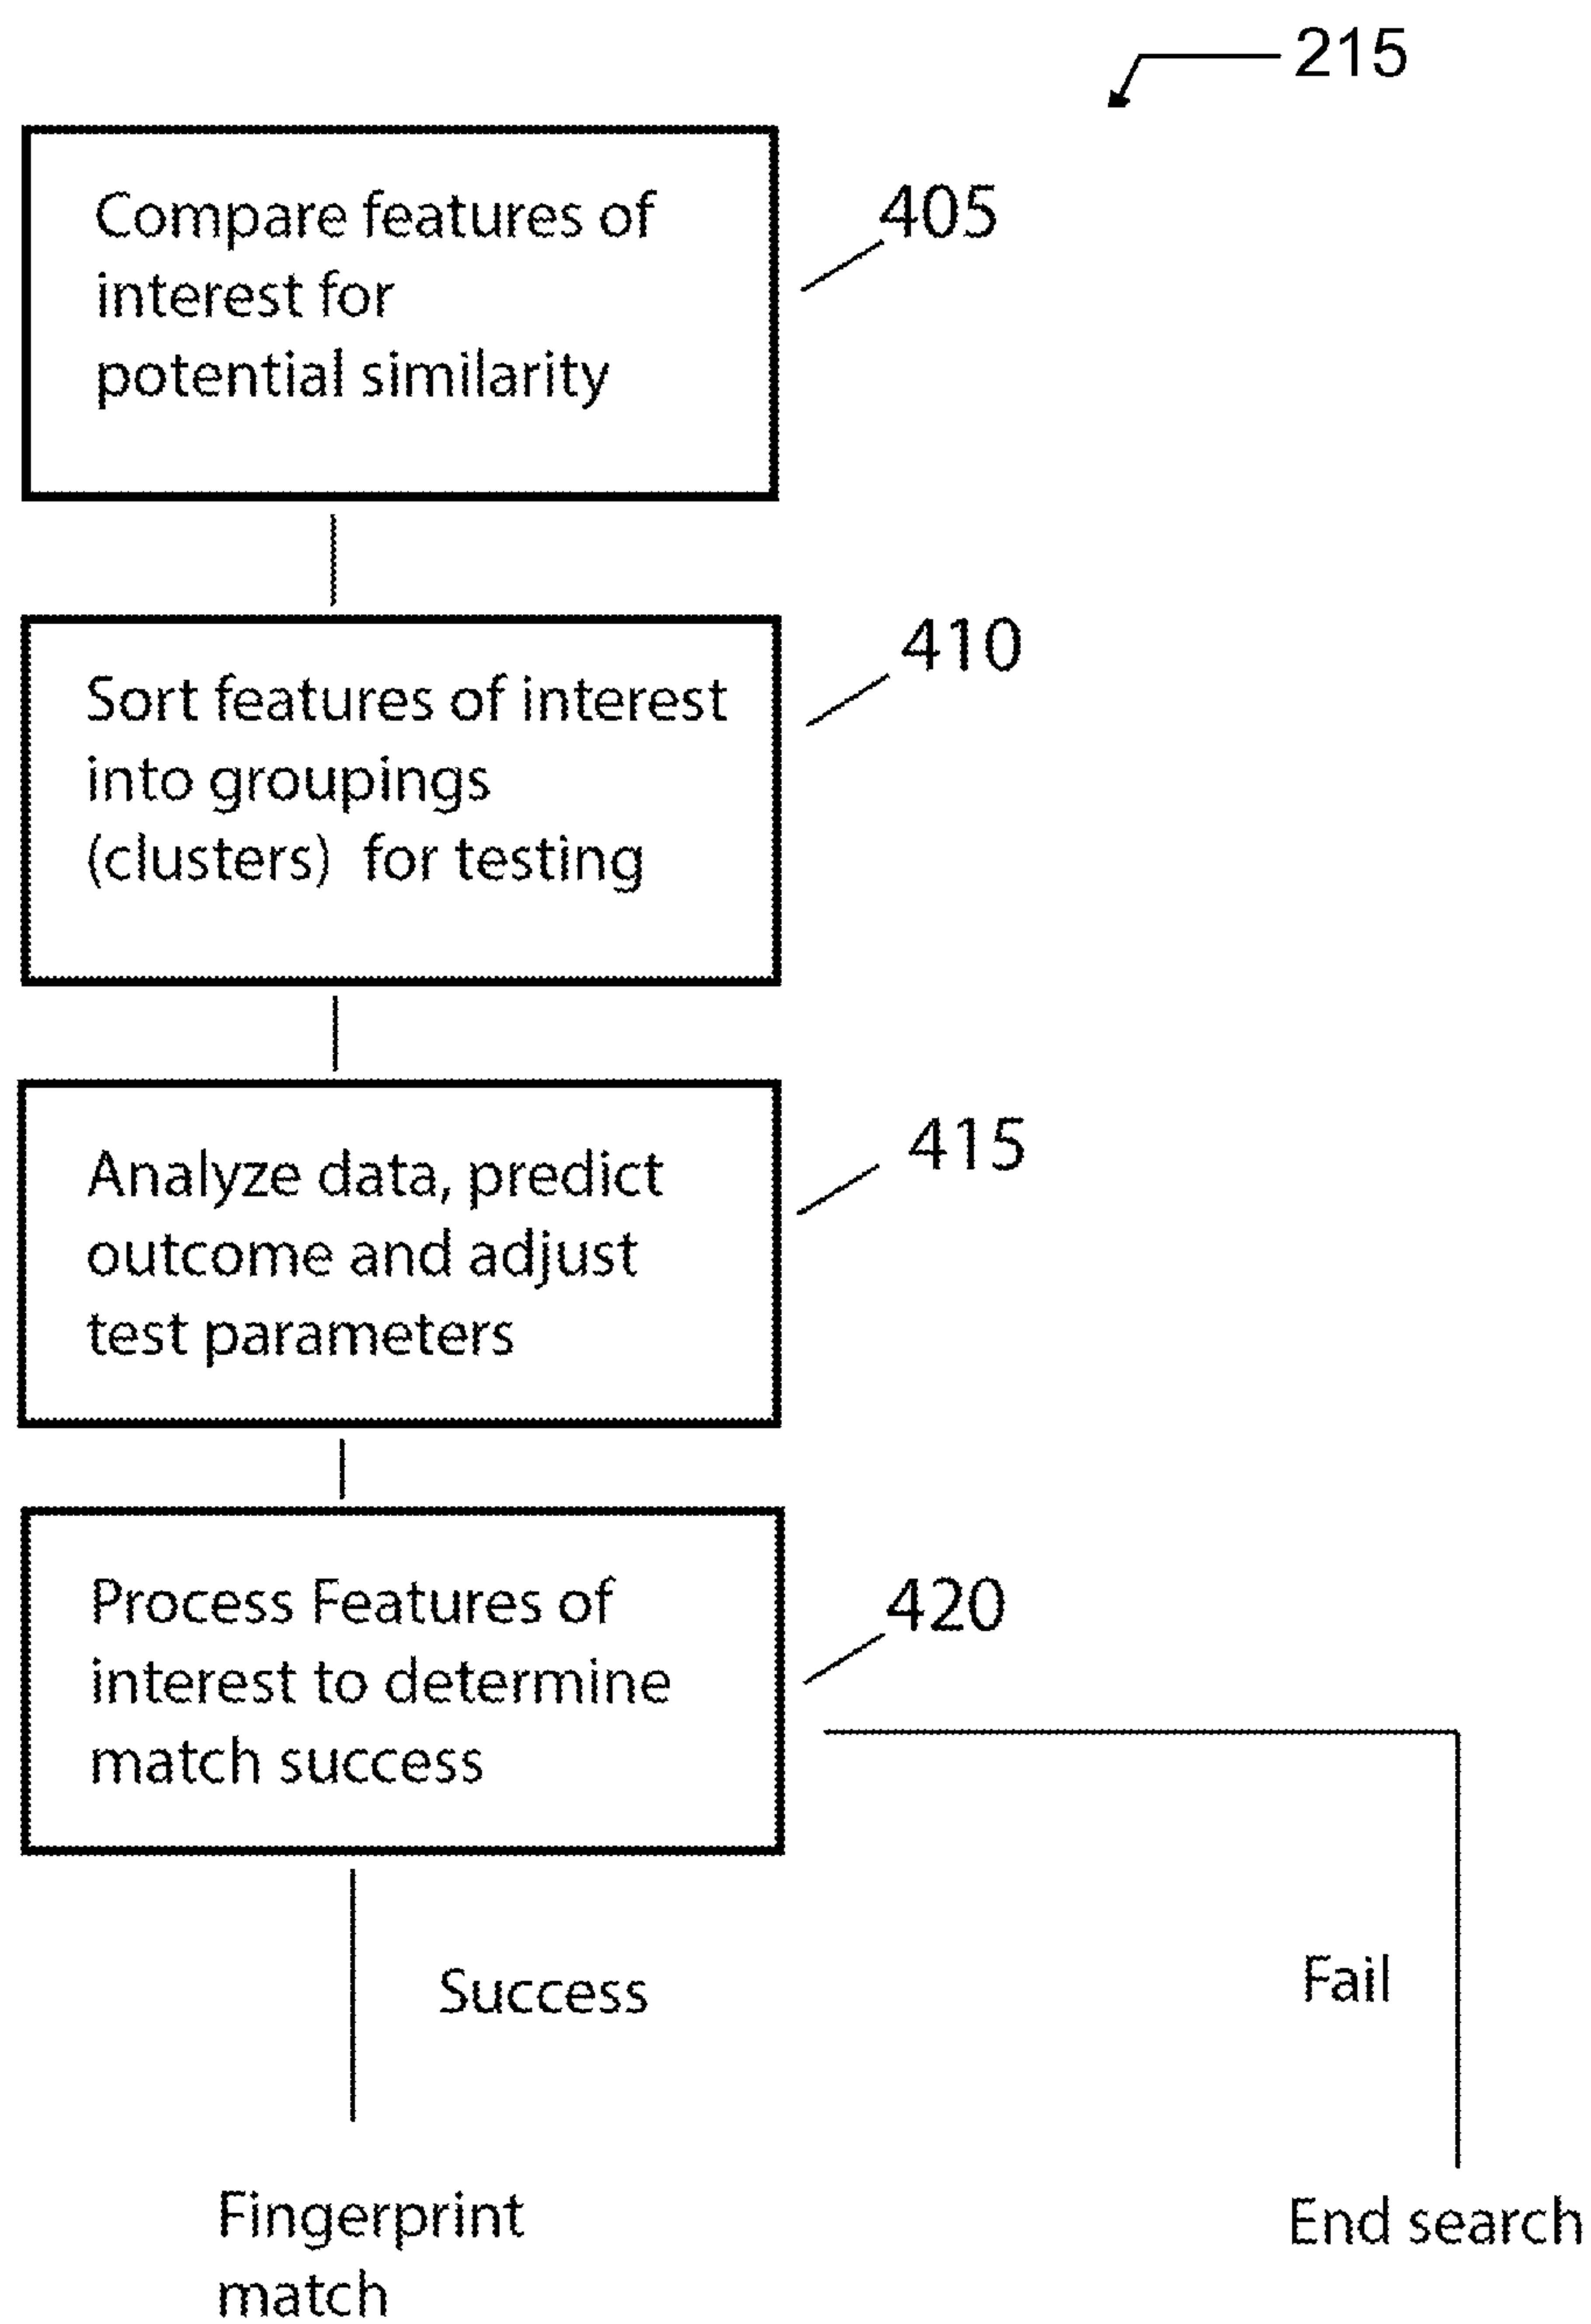 215
Compare features of
interest for
potential similarity
405
Sort features of interest
into groupings
(clusters) for testing
410
Analyze data, predict
outcome and adjust
test parameters
415
Process Features of
interest to determine
match success
420
Success
Fail
Fingerprint
match
End search